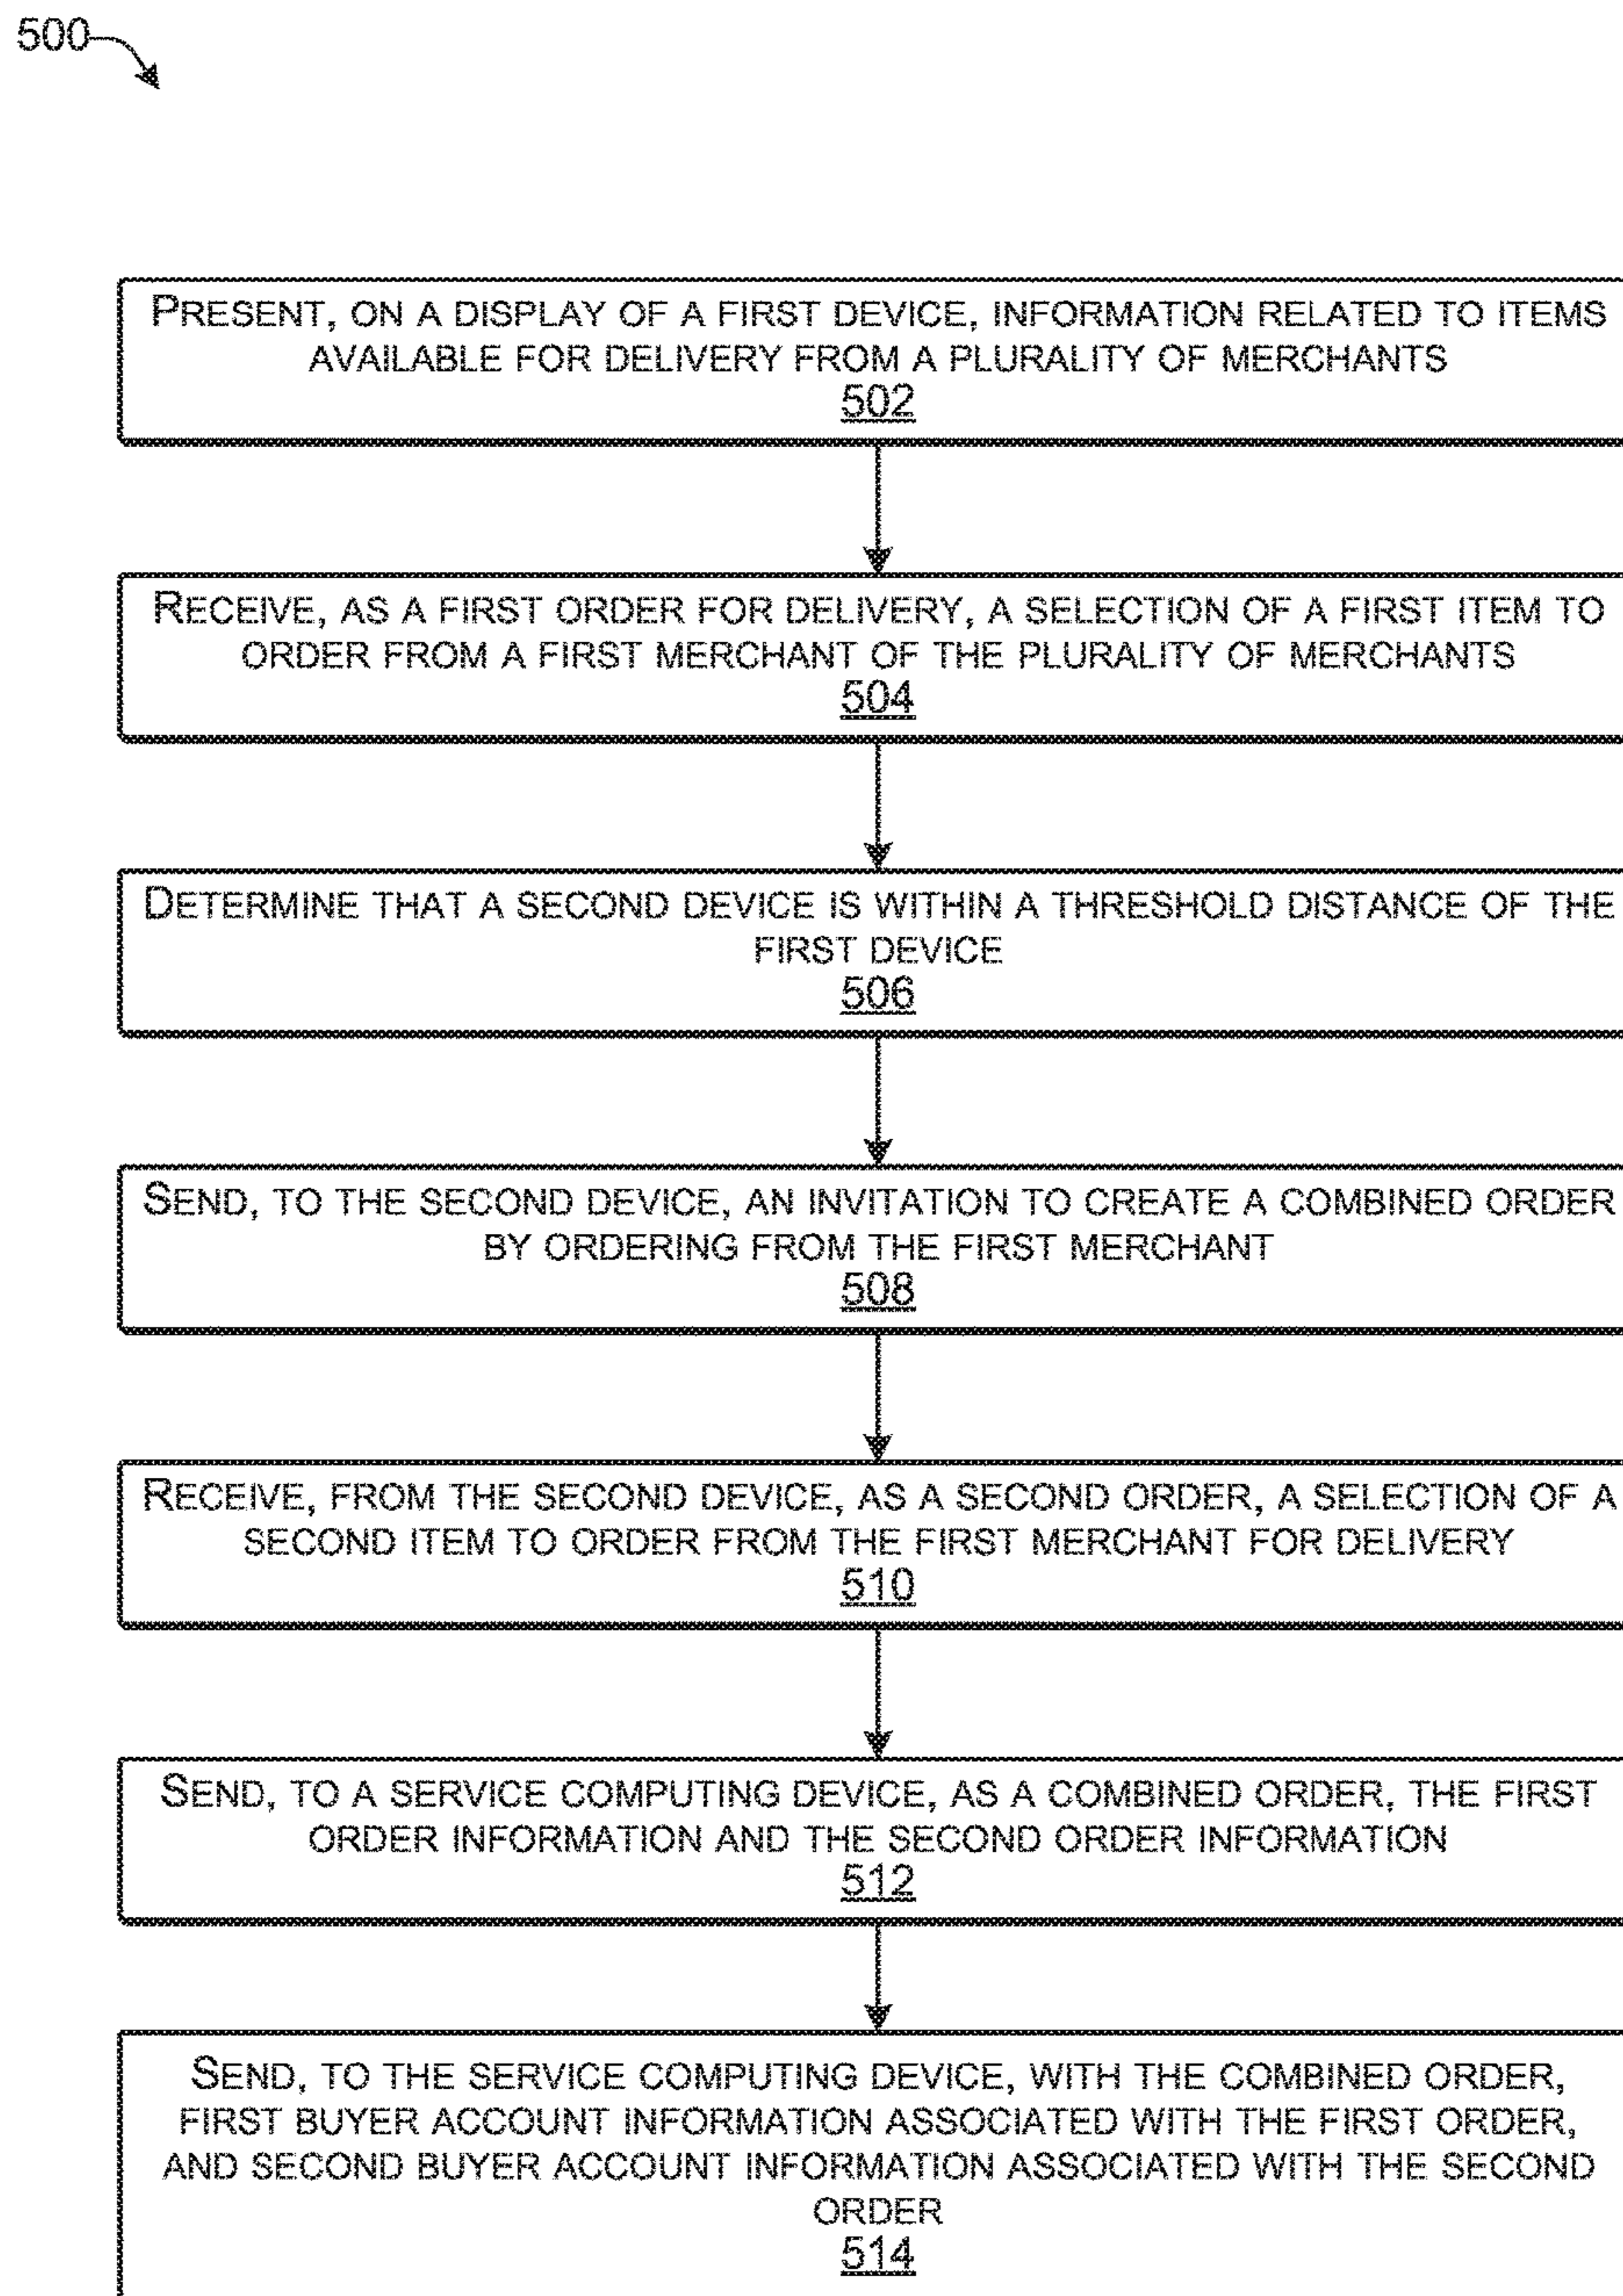 500
PRESENT, ON A DISPLAY OF A FIRST DEVICE, INFORMATION RELATED TO ITEMS
AVAILABLE FOR DELIVERY FROM A PLURALITY OF MERCHANTS
502
RECEIVE, AS A FIRST ORDER FOR DELIVERY, A SELECTION OF A FIRST ITEM TO
ORDER FROM A FIRST MERCHANT OF THE PLURALITY OF MERCHANTS
504
DETERMINE THAT A SECOND DEVICE IS WITHIN A THRESHOLD DISTANCE OF THE
FIRST DEVICE
506
SEND, TO THE SECOND DEVICE, AN INVITATION TO CREATE A COMBINED ORDER
BY ORDERING FROM THE FIRST MERCHANT
508
RECEIVE, FROM THE SECOND DEVICE, AS A SECOND ORDER, A SELECTION OF A
SECOND ITEM TO ORDER FROM THE FIRST MERCHANT FOR DELIVERY
510
SEND, TO A SERVICE COMPUTING DEVICE, AS A COMBINED ORDER, THE FIRST
ORDER INFORMATION AND THE SECOND ORDER INFORMATION
512
SEND, TO THE SERVICE COMPUTING DEVICE, WITH THE COMBINED ORDER,
FIRST BUYER ACCOUNT INFORMATION ASSOCIATED WITH THE FIRST ORDER,
AND SECOND BUYER ACCOUNT INFORMATION ASSOCIATED WITH THE SECOND
ORDER
514